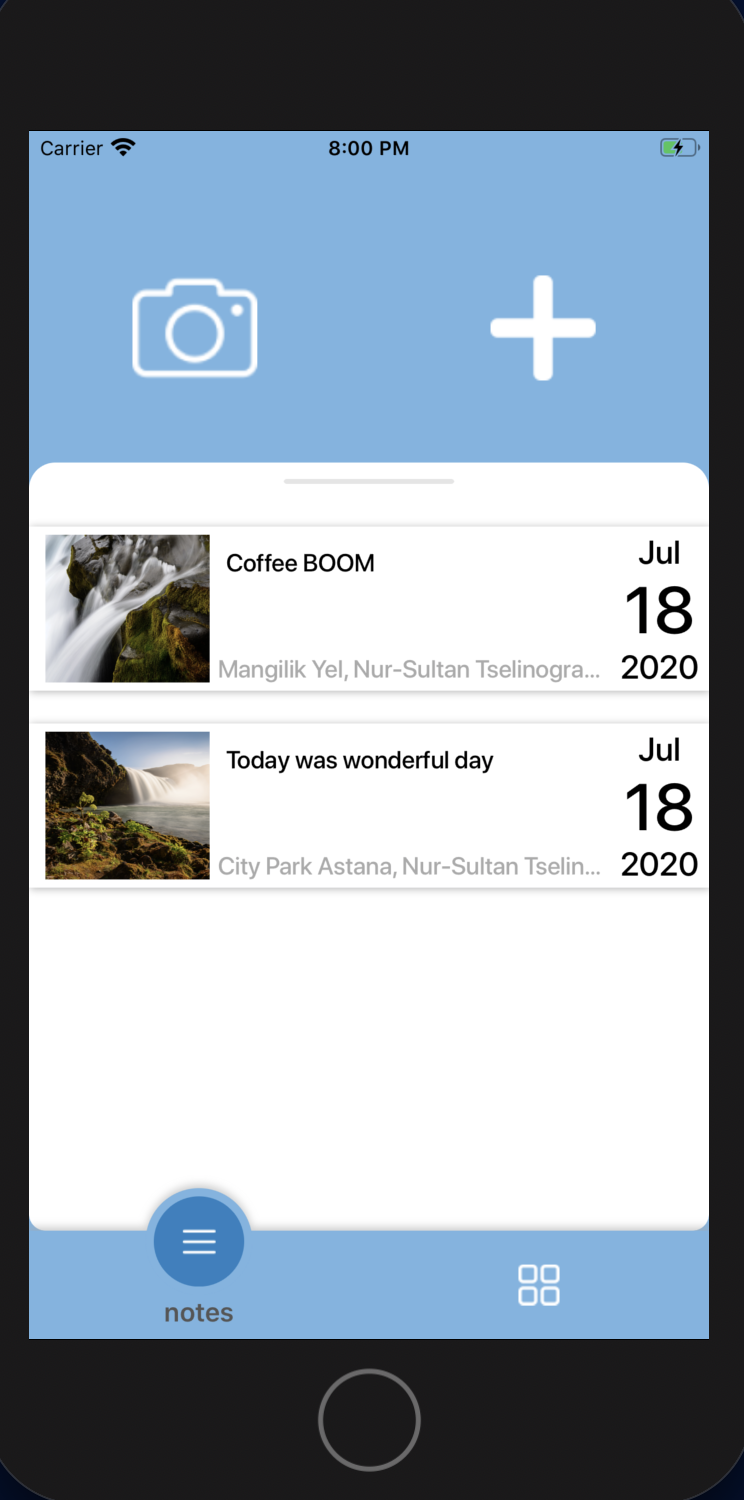 Carrier 8:00 PM
Coffee BOOM
Mangilik Yel, Nur-Sultan Tselinogra...
Jul
18
2020
Today was wonderful day
City Park Astana, Nur-Sultan Tselin...
Jul
18
2020
notes